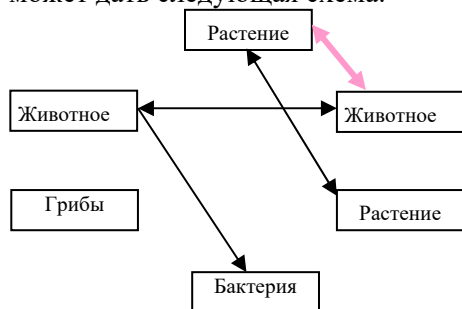 может дать следующая схема:
Растение
Животное
Животное
Грибы
Растение
Бактерия